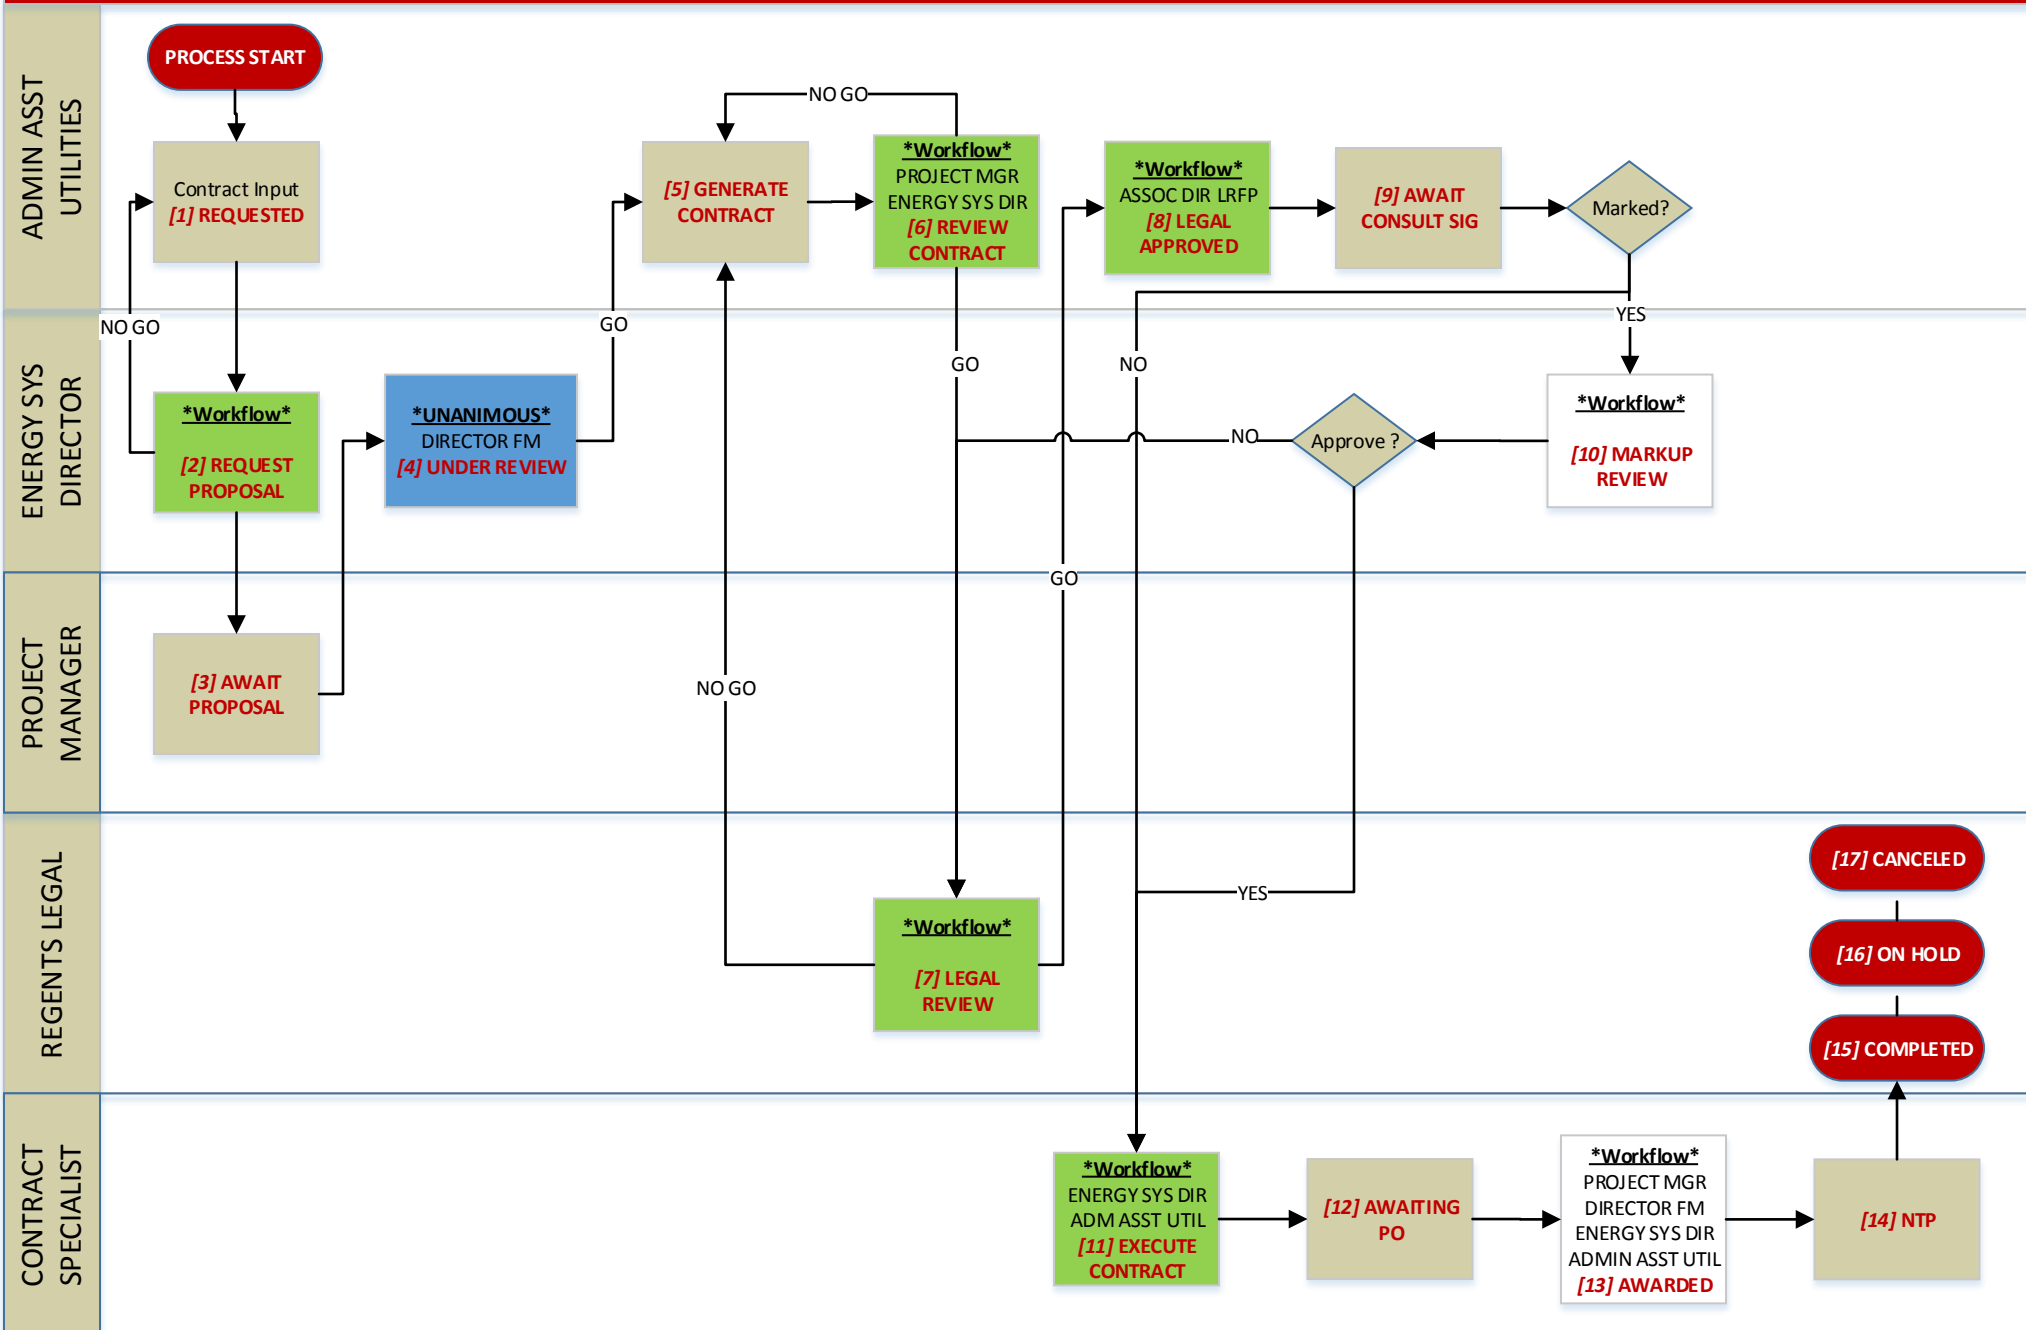 ADMIN ASST
UTILITIES
PROCESS START
Contract Input
[1] REQUESTED
NO GO
[5] GENERATE
CONTRACT
*Workflow*
PROJECT MGR
ENERGY SYS DIR
[6] REVIEW
CONTRACT
*Workflow*
ASSOC DIR LRFP
[8] LEGAL
APPROVED
[9] AWAIT
CONSULT SIG
Marked?
ENERGY SYS
DIRECTOR
NO GO
GO
GO
NO
YES
*Workflow*
[2] REQUEST
PROPOSAL
*UNANIMOUS*
DIRECTOR FM
[4] UNDER REVIEW
NO
Approve ?
*Workflow*
[10] MARKUP
REVIEW
GO
PROJECT
MANAGER
[3] AWAIT
PROPOSAL
NO GO
REGENTS LEGAL
*Workflow*
[7] LEGAL
REVIEW
YES
[17] CANCELED
[16] ON HOLD
[15] COMPLETED
CONTRACT
SPECIALIST
*Workflow*
ENERGY SYS DIR
ADM ASST UTIL
[11] EXECUTE
CONTRACT
[12] AWAITING
PO
*Workflow*
PROJECT MGR
DIRECTOR FM
ENERGY SYS DIR
ADMIN ASST UTIL
[13] AWARDED
[14] NTP